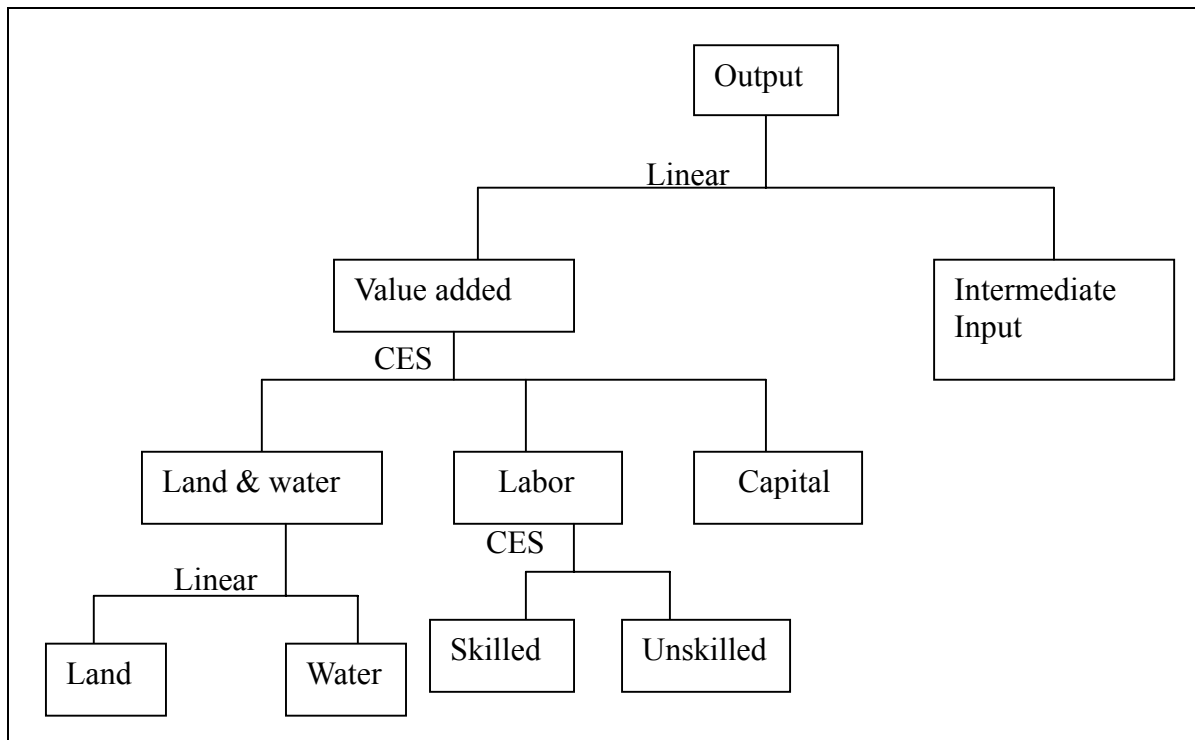 Output
Linear
Value added
Intermediate
Input
CES
Land & water
Labor
Capital
CES
Linear
Land
Water
Skilled
Unskilled